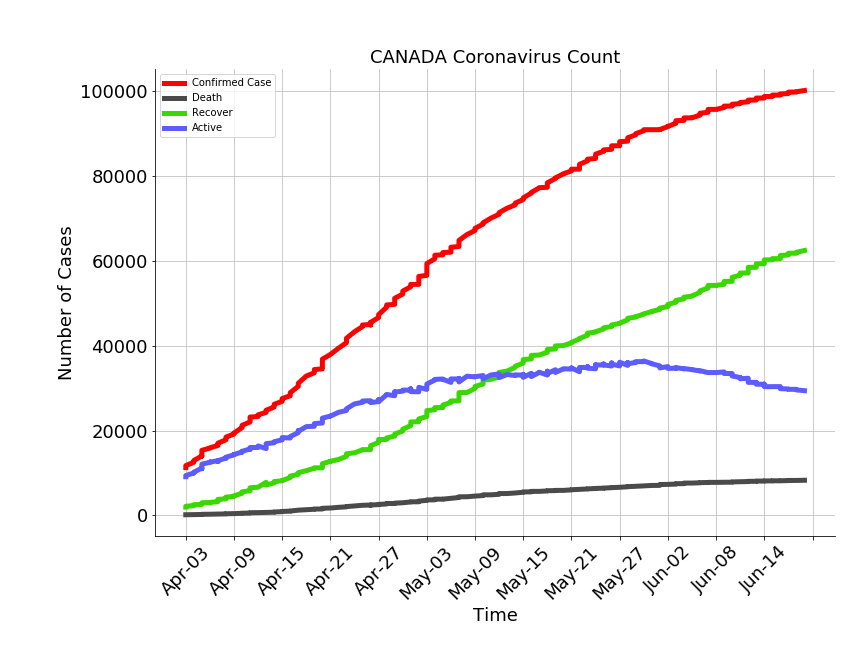 CANADA Coronavirus Count
Confirmed Case
Death
Recover
Active
100000
80000
60000
40000
20000
0
Number of Cases
Apr-03
Apr-09
Apr-15
Apr-21
Apr-27
May-03
May-09
May-15
May-21
May-27
Jun-02
Jun-08
Jun-14
Time